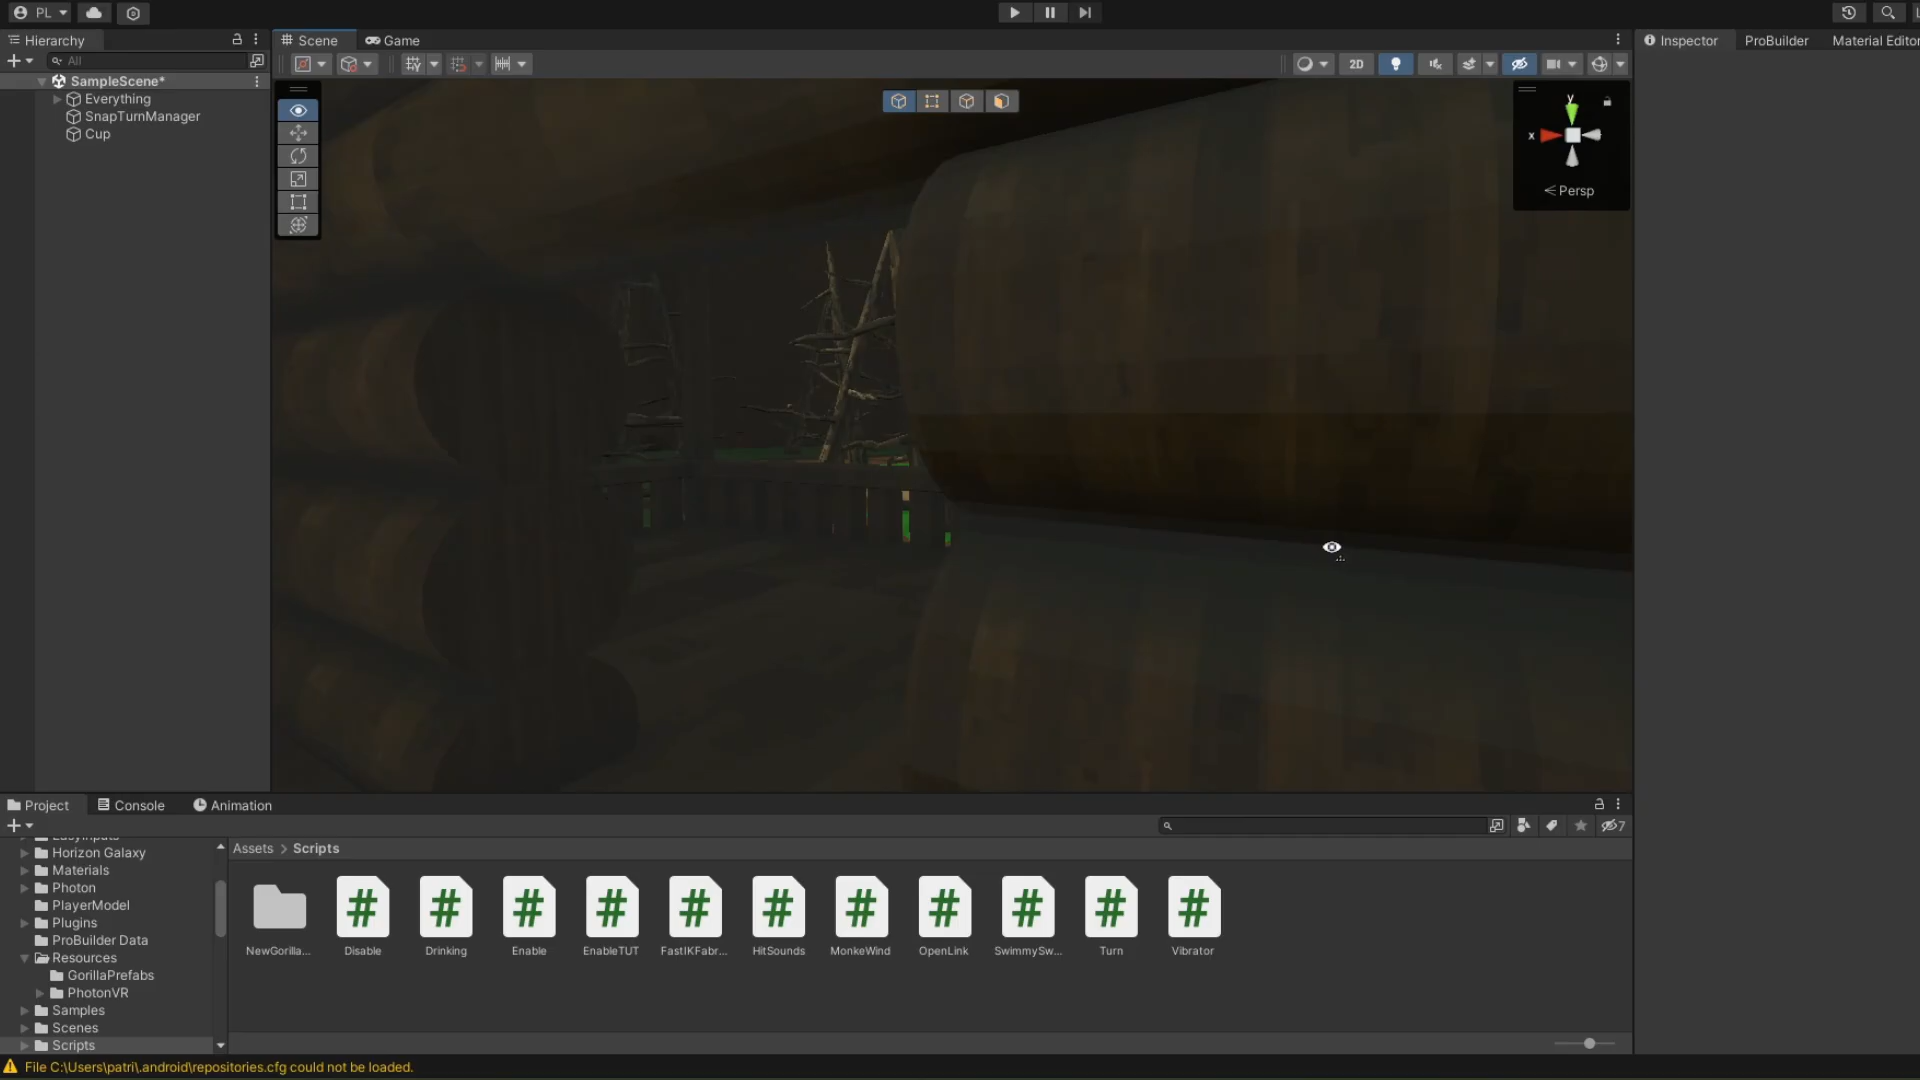 PL
Hierarchy
Scene
Game
Inspector
ProBuilder
Material Editor
All
2D
SampleScene*
Everything
SnapTurnManager
Cup
y
x
Persp
Project
Console
Animation
7
Horizon Galaxy
Materials
Photon
PlayerModel
Plugins
ProBuilder Data
Resources
GorillaPrefabs
PhotonVR
Samples
Scenes
Scripts
Assets > Scripts
NewGorilla...
Disable
Drinking
Enable
EnableTUT
FastIKFabr...
HitSounds
MonkeWind
OpenLink
SwimmySw...
Turn
Vibrator
File C:\Users\patri\.android\repositories.cfg could not be loaded.